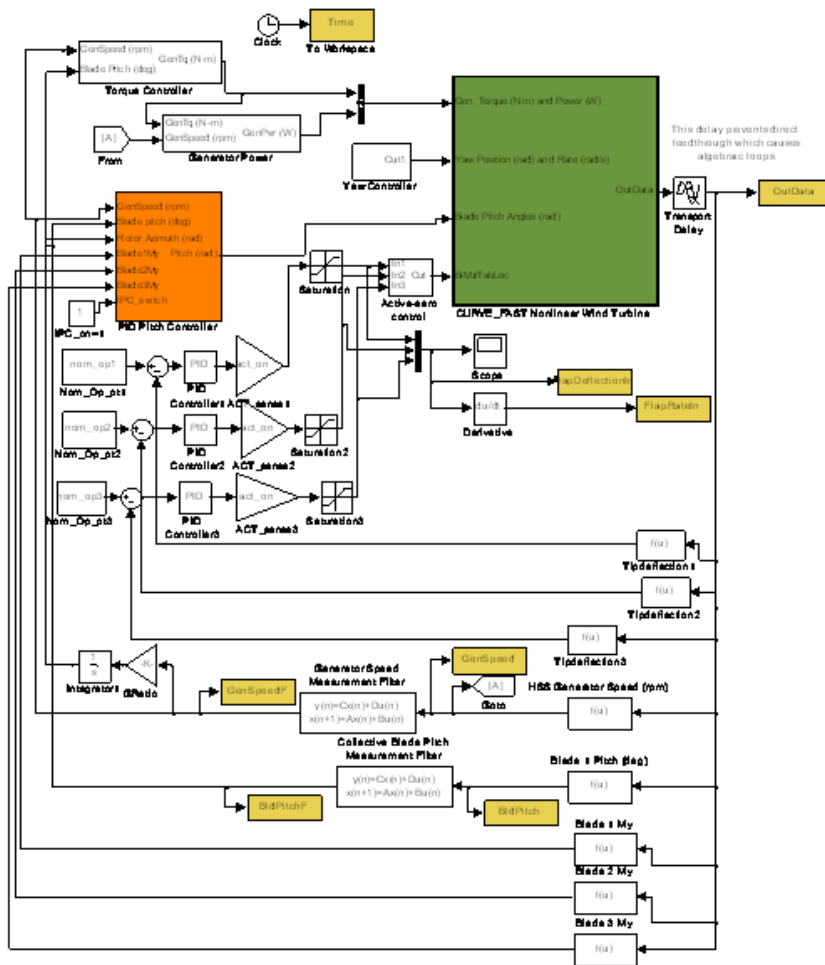 Time
Clock
To Workspace
GenSpeed (rpm)
GenTq (N-m)
Blade Pitch (deg)
Torque Controller
GenTq (N-m)
GenPwr (W)
GenSpeed (rpm)
Generator Power
[A]
From
Out1
Yaw Controller
Gen. Torque (N-m) and Power (W)
Yaw Position (rad) and Rate (rad/s)
OutData
Blade Pitch Angles (rad)
CURVE_FAST Nonlinear Wind Turbine
This delay prevents direct
feedthrough which causes
algebraic loops
Transport
Delay
OutData
GenSpeed (rpm)
Blade pitch (deg)
Rotor Azimuth (rad)
Blade1My
Pitch (rad)
Blade2My
Blade3My
IPC_switch
PID Pitch Controller
1
Saturation
In1
In2
Out
In3
Active-aero
control
Scope
FlapDeflectionIn
du/dt
Derivative
FlapRateIn
nom_op1
Nom_Op_pt1
PID
PID
Controller1
act_on
nom_op2
Nom_Op_pt2
PID
PID
Controller2
act_on
Saturation2
nom_op3
Nom_Op_pt3
PID
PID
Controller3
act_on
Saturation3
f(u)
Tipdeflection 1
f(u)
Tipdeflection 2
f(u)
Tipdeflection3
1
s
Integrator1
-K-
GRatio
GenSpeedF
Generator Speed
Measurement Filter
y(n)=Cx(n)+Du(n)
x(n+1)=Ax(n)+Bu(n)
GenSpeed
[A]
Goto
HSS Generator Speed (rpm)
f(u)
Collective Blade Pitch
Measurement Filter
y(n)=Cx(n)+Du(n)
x(n+1)=Ax(n)+Bu(n)
BldPitchF
BldPitch
Blade 1 Pitch (deg)
f(u)
Blade 1 My
f(u)
Blade 2 My
f(u)
Blade 3 My
f(u)